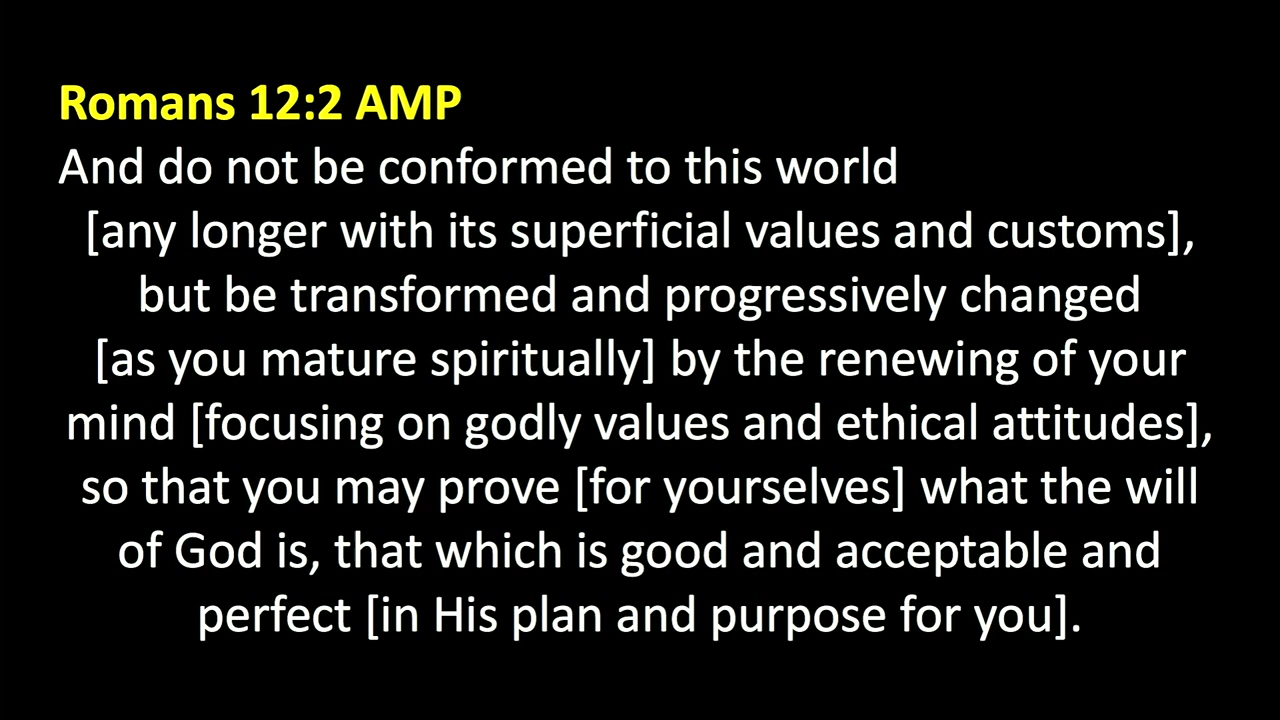 Romans 12:2 AMP
And do not be conformed to this world
[any longer with its superficial values and customs],
but be transformed and progressively changed
[as you mature spiritually] by the renewing of your
mind [focusing on godly values and ethical attitudes],
so that you may prove [for yourselves] what the will
of God is, that which is good and acceptable and
perfect [in His plan and purpose for you].